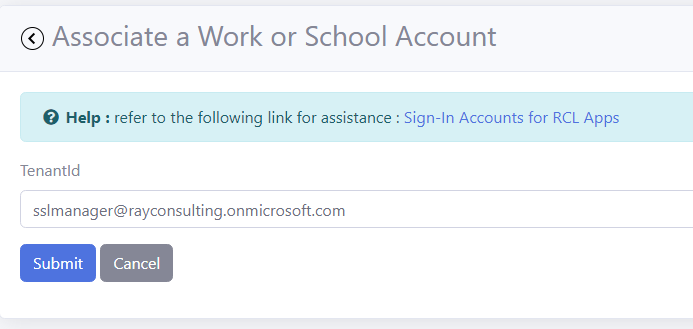 Associate a Work or School Account
Help : refer to the following link for assistance : Sign-In Accounts for RCL Apps
TenantId
sslmanager@rayconsulting.onmicrosoft.com
Submit Cancel